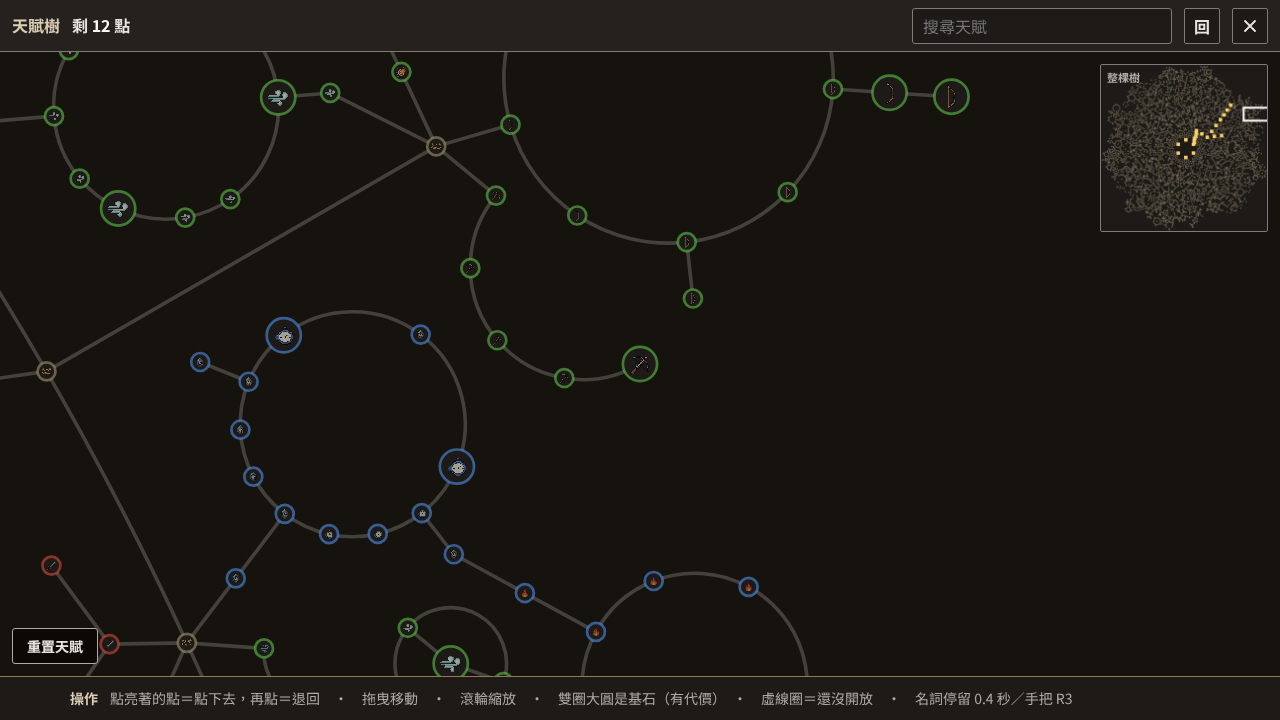 天賦樹 剩 12 點
搜尋天賦
回
整棵樹
重置天賦
操作 點亮著的點＝點下去，再點＝退回 • 拖曳移動 • 滾輪縮放 • 雙圈大圓是基石（有代價） • 虛線圈＝還沒開放 • 名詞停留 0.4 秒／手把 R3